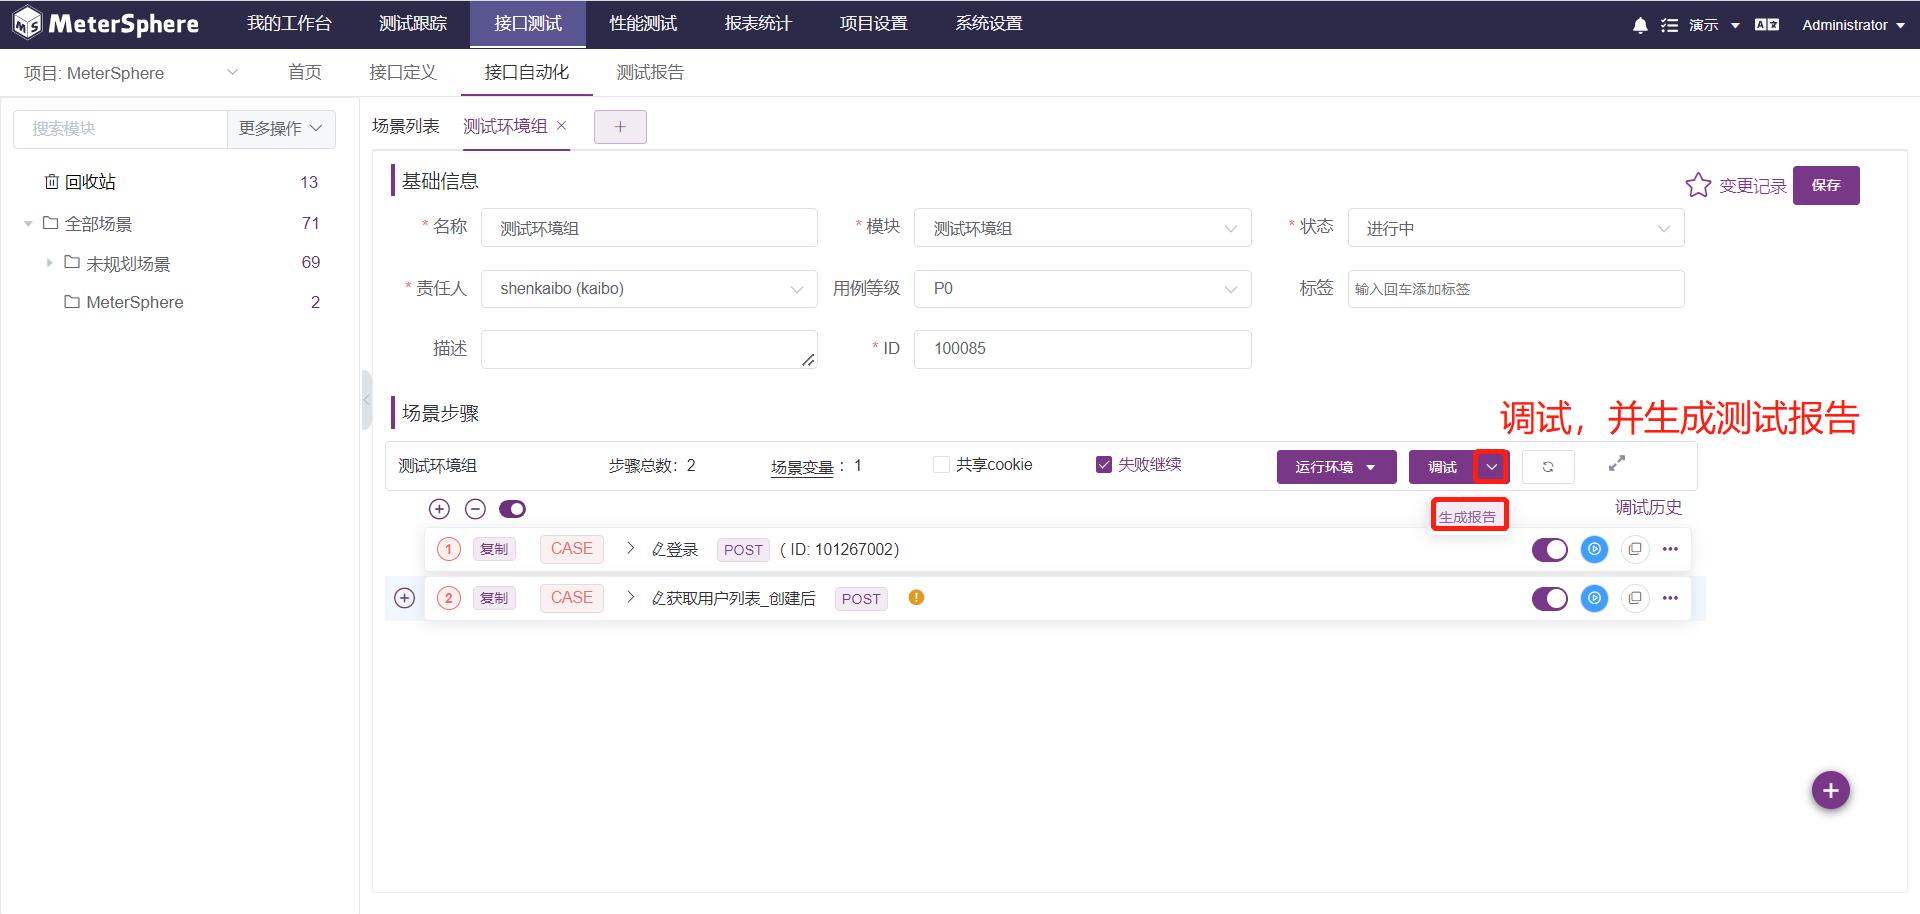 MeterSphere 我的工作台 测试跟踪 接口测试 性能测试 报表统计 项目设置 系统设置 演示 Administrator
项目: MeterSphere 首页 接口定义 接口自动化 测试报告
搜索模块 更多操作
回收站 13
全部场景 71
未规划场景 69
MeterSphere 2
场景列表 测试环境组
基础信息 变更记录 保存
* 名称 测试环境组 * 模块 测试环境组 * 状态 进行中
* 责任人 shenkaibo (kaibo) 用例等级 P0 标签 输入回车添加标签
描述 * ID 100085
场景步骤
调试，并生成测试报告
测试环境组 步骤总数：2 场景变量：1 共享cookie 失败继续 运行环境 调试
生成报告 调试历史
1 复制 CASE 登录 POST ( ID: 101267002)
2 复制 CASE 获取用户列表_创建后 POST